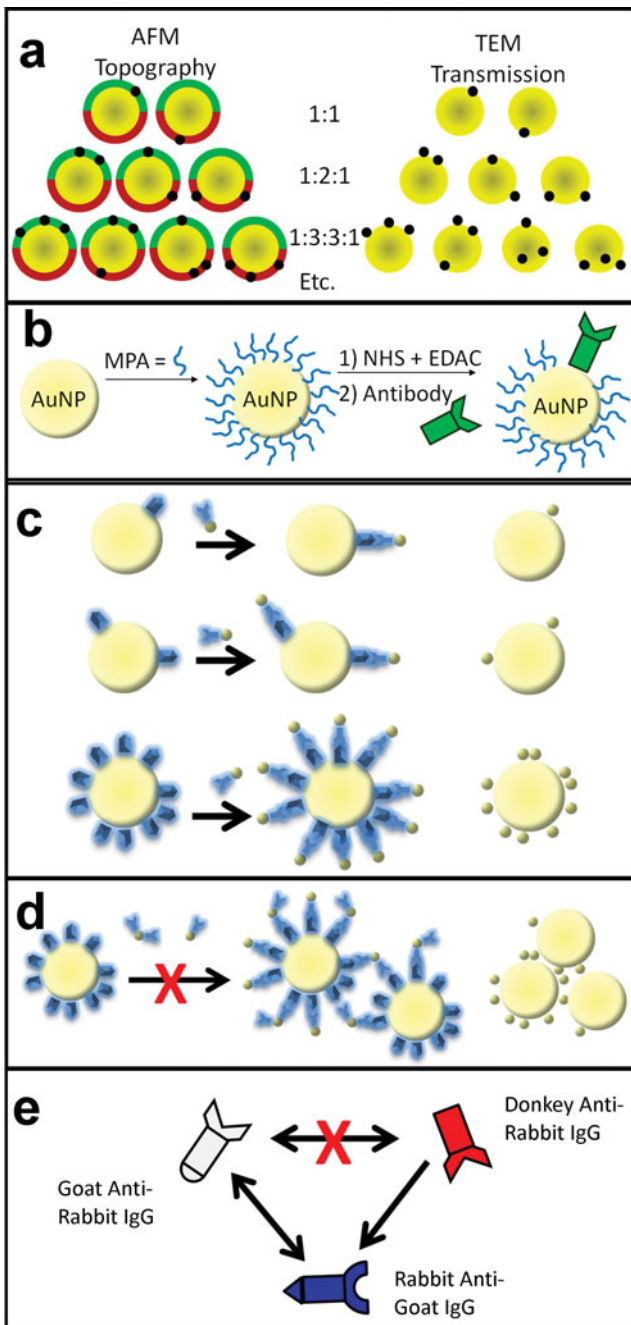 a
AFM
Topography
TEM
Transmission
1:1
1:2:1
1:3:3:1
Etc.
b
AuNP
MPA =
AuNP
1) NHS + EDAC
2) Antibody
AuNP
c
d
X
e
X
Goat Anti-
Rabbit IgG
Donkey Anti-
Rabbit IgG
Rabbit Anti-
Goat IgG